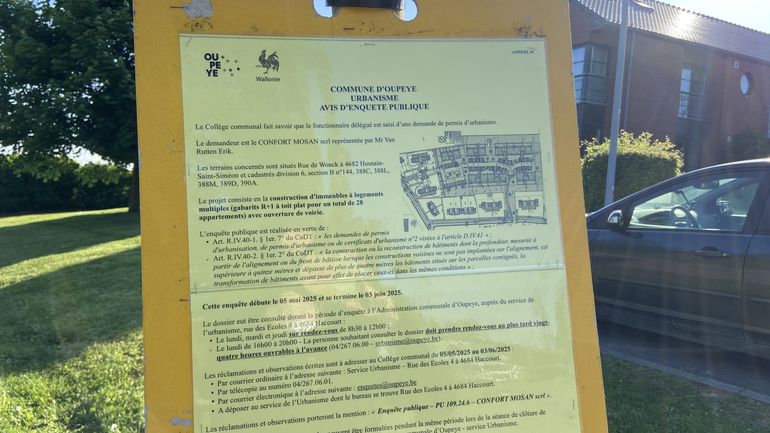 OU
PE
YE
Wallonie
ANNEXE 26
COMMUNE D'OUPEYE
URBANISME
AVIS D'ENQUETE PUBLIQUE
Le Collège communal fait savoir que le fonctionnaire délégué est saisi d'une demande de permis d'urbanisme.
Le demandeur est le CONFORT MOSAN scrl représentée par Mr Van
Rutten Erik.
Les terrains concernés sont situés Rue de Wonck à 4682 Houtain-
Saint-Siméon et cadastrés division 6, section B n°144, 388C, 388L,
388M, 389D, 390A.
Le projet consiste en la construction d'immeubles à logements
multiples (gabarits R+1 à toit plat pour un total de 28
appartements) avec ouverture de voirie.
L'enquête publique est réalisée en vertu de :
• Art. R.IV.40-1. § 1er. 7° du CoDT : « les demandes de permis
d'urbanisation, de permis d'urbanisme ou de certificats d'urbanisme n°2 visées à l'article D.IV.41 » ;
• Art. R.IV.40-2. § 1er. 2° du CoDT : « la construction ou la reconstruction de bâtiments dont la profondeur, mesurée à
partir de l'alignement ou du front de bâtisse lorsque les constructions voisines ne sont pas implantées sur l'alignement, est
supérieure à quinze mètres et dépasse de plus de quatre mètres les bâtiments situés sur les parcelles contiguës, la
transformation de bâtiments ayant pour effet de placer ceux-ci dans les mêmes conditions » ;
Cette enquête débute le 05 mai 2025 et se termine le 03 juin 2025.
Le dossier peut être consulté durant la période d'enquête à l'Administration communale d'Oupeye, auprès du service de
l'urbanisme, rue des Ecoles 4 à 4684 Haccourt :
• Le lundi, mardi et jeudi sur rendez-vous de 8h30 à 12h00 ;
• Le lundi de 16h00 à 20h00 - La personne souhaitant consulter le dossier doit prendre rendez-vous au plus tard vingt-
quatre heures ouvrables à l'avance (04/267.06.00 – urbanisme@oupeye.be).
Les réclamations et observations écrites sont à adresser au Collège communal du 05/05/2025 au 03/06/2025 :
• Par courrier ordinaire à l'adresse suivante : Service Urbanisme – Rue des Ecoles 4 à 4684 Haccourt.
• Par télécopie au numéro 04/267.06.01.
• Par courrier électronique à l'adresse suivante : enquetes@oupeye.be
• A déposer au service de l'Urbanisme dont le bureau se trouve Rue des Ecoles 4 à 4684 Haccourt.
Les réclamations et observations porteront la mention : « Enquête publique – PU 109.24.6 – CONFORT MOSAN scrl ».
être formulées pendant la même période lors de la séance de clôture de
d'Oupeye - service Urbanisme.